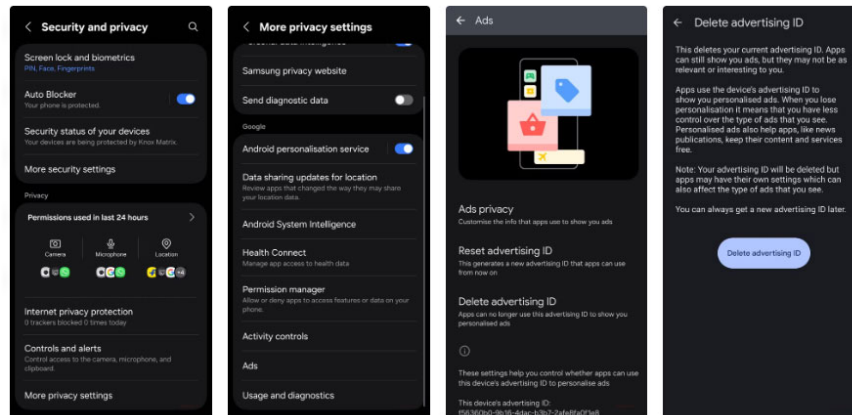 Security and privacy
Screen lock and biometrics
PIN, Face, Fingerprints
Auto Blocker
Your phone is protected.
Security status of your devices
Your devices are being protected by Knox Matrix.
More security settings
Privacy
Permissions used in last 24 hours
Camera
Microphone
Location
Internet privacy protection
0 trackers blocked 0 times today
Controls and alerts
Control access to the camera, microphone, and
clipboard.
More privacy settings
More privacy settings
Samsung privacy website
Send diagnostic data
Google
Android personalisation service
Data sharing updates for location
Review apps that changed the way they may share
your location data.
Android System Intelligence
Health Connect
Manage app access to health data
Permission manager
Allow or deny apps to access features or data on your
phone.
Activity controls
Ads
Usage and diagnostics
Ads
Ads privacy
Customise the info that apps use to show you ads
Reset advertising ID
This generates a new advertising ID that apps can use
from now on
Delete advertising ID
Apps can no longer use this advertising ID to show you
personalised ads
These settings help you control whether apps can use
this device's advertising ID to personalise ads
This device's advertising ID:
Delete advertising ID
This deletes your current advertising ID. Apps
can still show you ads, but they may not be as
relevant or interesting to you.
Apps use the device's advertising ID to
show you personalised ads. When you lose
personalisation it means that you have less
control over the type of ads that you see.
Personalised ads also help apps, like news
publications, keep their content and services
free.
Note: Your advertising ID will be deleted but
apps may have their own settings which can
also affect the type of ads that you see.
You can always get a new advertising ID later.
Delete advertising ID